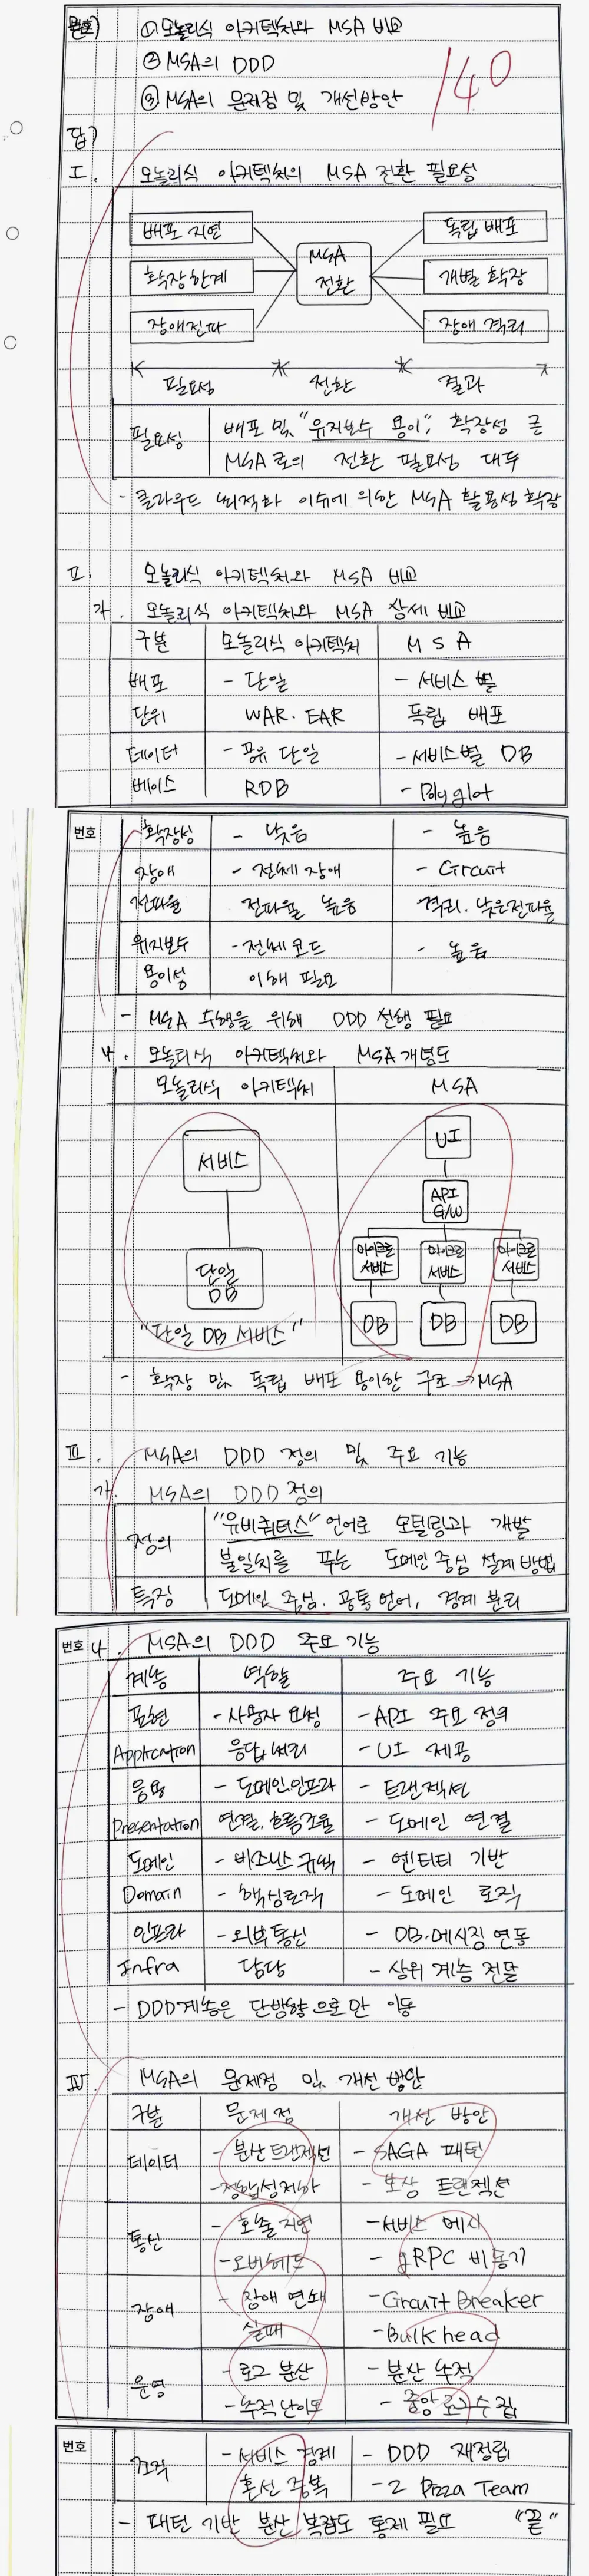 문제) ① 모놀리식 아키텍처와 MSA 비교
② MSA의 DDD
③ MSA의 문제점 및 개선방안
140
답)
I. 모놀리식 아키텍처의 MSA 전환 필요성
배포 지연 독립 배포
MSA 전환
확장한계 개별 확장
장애전파 장애 격리
필요성 전환 결과
필요성 배포 및 "유지보수 용이", 확장성 큰
MSA로의 전환 필요성 대두
- 클라우드 최적화 이슈에 의한 MSA 활용성 확장
II. 모놀리식 아키텍처와 MSA 비교
가. 모놀리식 아키텍처와 MSA 상세 비교
구분 모놀리식 아키텍처 MSA
배포 - 단일 - 서비스 별
단위 WAR. EAR 독립 배포
데이터 - 공유 단일 - 서비스별 DB
베이스 RDB - Polyglot
번호 확장성 - 낮음 - 높음
장애 - 전체 장애 - Circuit
전파율 전파율 높음 격리. 낮은전파율
유지보수 - 전체 코드 - 높음
용이성 이해 필요
- MSA 수행을 위해 DDD 선행 필요
나. 모놀리식 아키텍처와 MSA 개념도
모놀리식 아키텍처 MSA
서비스
단일 DB
"단일 DB 서비스"
UI
API G/W
마이크로 서비스 마이크로 서비스 마이크로 서비스
DB DB DB
- 확장 및 독립 배포 용이한 구조 → MSA
III. MSA의 DDD 정의 및 주요 기능
가. MSA의 DDD 정의
정의 "유비쿼터스" 언어로 모델링과 개발
불일치를 푸는 도메인 중심 설계 방법
특징 도메인 중심. 공통 언어, 경계 분리
번호 나. MSA의 DDD 주요 기능
계층 역할 주요 기능
표현 - 사용자 요청 - API 주요 정의
Application 응답 처리 - UI 제공
응용 - 도메인.인프라 - 트랜젝션
Presentation 연결, 흐름조율 - 도메인 연결
도메인 - 비즈니스 규칙 - 엔터티 기반
Domain - 핵심로직 - 도메인 로직
인프라 - 외부 통신 - DB.메시징 연동
Infra 담당 - 상위 계층 전달
- DDD 계층은 단방향으로만 이동
IV. MSA의 문제점 및 개선 방안
구분 문제점 개선 방안
데이터 - 분산 트랜젝션 - SAGA 패턴
- 정합성저하 - 보상 트랜젝션
통신 - 호출 지연 - 서비스 메시
- 오버헤드 - gRPC 비동기
장애 - 장애 연쇄 - Circuit Breaker
실패 - Bulkhead
운영 - 로그 분산 - 분산 추적
- 추적 난이도 - 중앙 로그수집
번호 조직 - 서비스 경계 - DDD 재정립
혼선 중복 - 2 Pizza Team
- 패턴 기반 분산 복잡도 통제 필요 "끝"